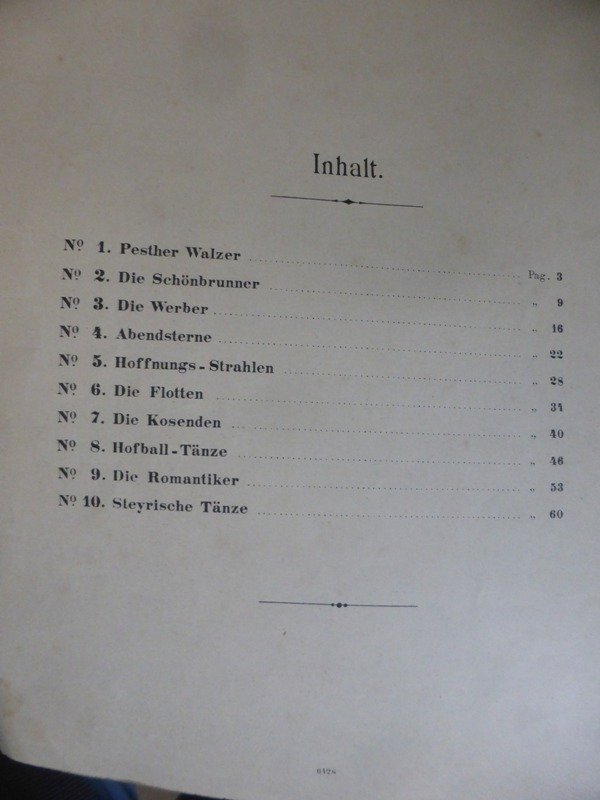 Inhalt.
No 1. Pesther Walzer Pag. 3
No 2. Die Schönbrunner „ 9
No 3. Die Werber „ 16
No 4. Abendsterne „ 22
No 5. Hoffnungs-Strahlen „ 28
No 6. Die Flotten „ 34
No 7. Die Kosenden „ 40
No 8. Hofball-Tänze „ 46
No 9. Die Romantiker „ 53
No 10. Steyrische Tänze „ 60
6428